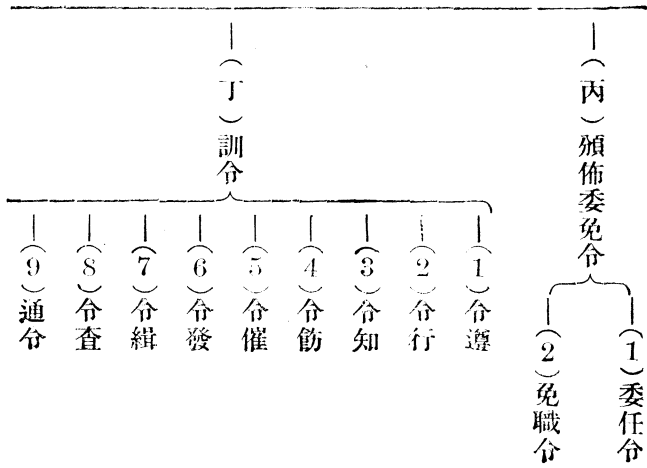 （丙）頒佈委免令
（1）委任令
（2）免職令
（丁）訓令
（1）令遵
（2）令行
（3）令知
（4）令飭
（5）令催
（6）令發
（7）令緝
（8）令查
（9）通令